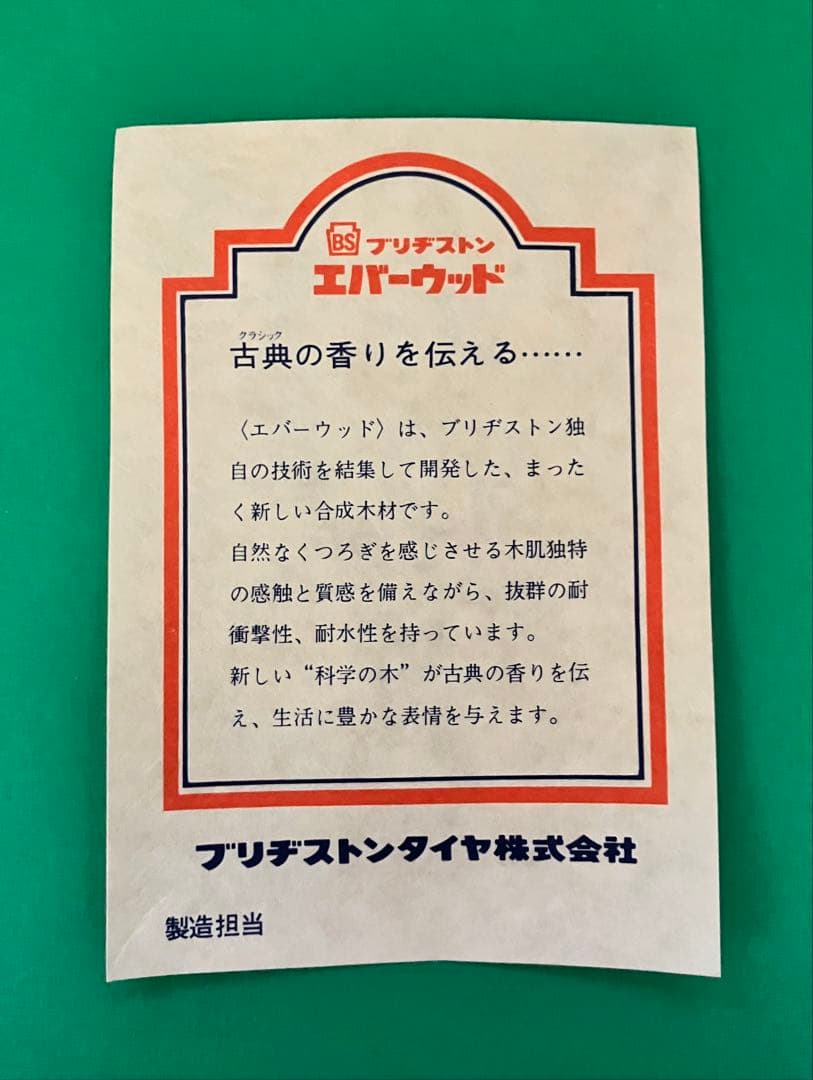 BS ブリヂストン
エバーウッド
クラシック
古典の香りを伝える……
〈エバーウッド〉は、ブリヂストン独
自の技術を結集して開発した、まった
く新しい合成木材です。
自然なくつろぎを感じさせる木肌独特
の感触と質感を備えながら、抜群の耐
衝撃性、耐水性を持っています。
新しい“科学の木”が古典の香りを伝
え、生活に豊かな表情を与えます。
ブリヂストンタイヤ株式会社
製造担当